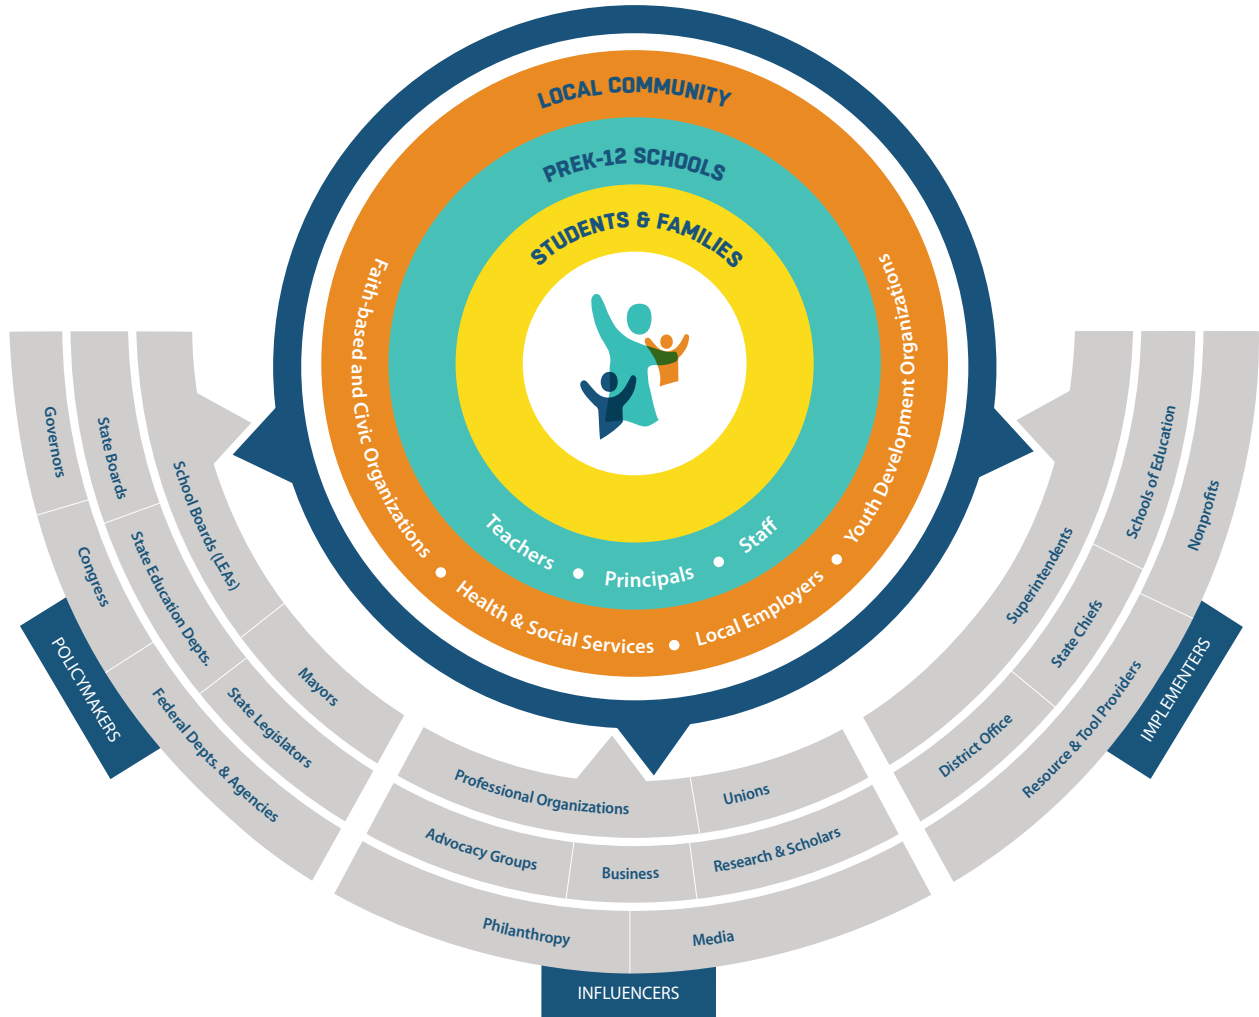 LOCAL COMMUNITY
PREK-12 SCHOOLS
STUDENTS & FAMILIES
Teachers • Principals • Staff
Faith-based and Civic Organizations • Health & Social Services • Local Employers • Youth Development Organizations
Governors
Congress
Federal Depts. & Agencies
State Boards
State Education Depts.
State Legislators
School Boards (LEAs)
Mayors
POLICYMAKERS
Professional Organizations
Unions
Advocacy Groups
Business
Research & Scholars
Philanthropy
Media
INFLUENCERS
Superintendents
Schools of Education
State Chiefs
District Office
Nonprofits
Resource & Tool Providers
IMPLEMENTERS